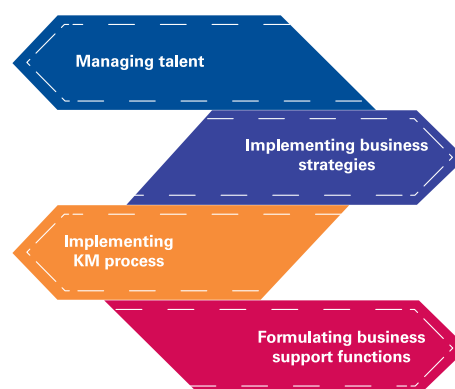 Managing talent
Implementing business
strategies
Implementing
KM process
Formulating business
support functions